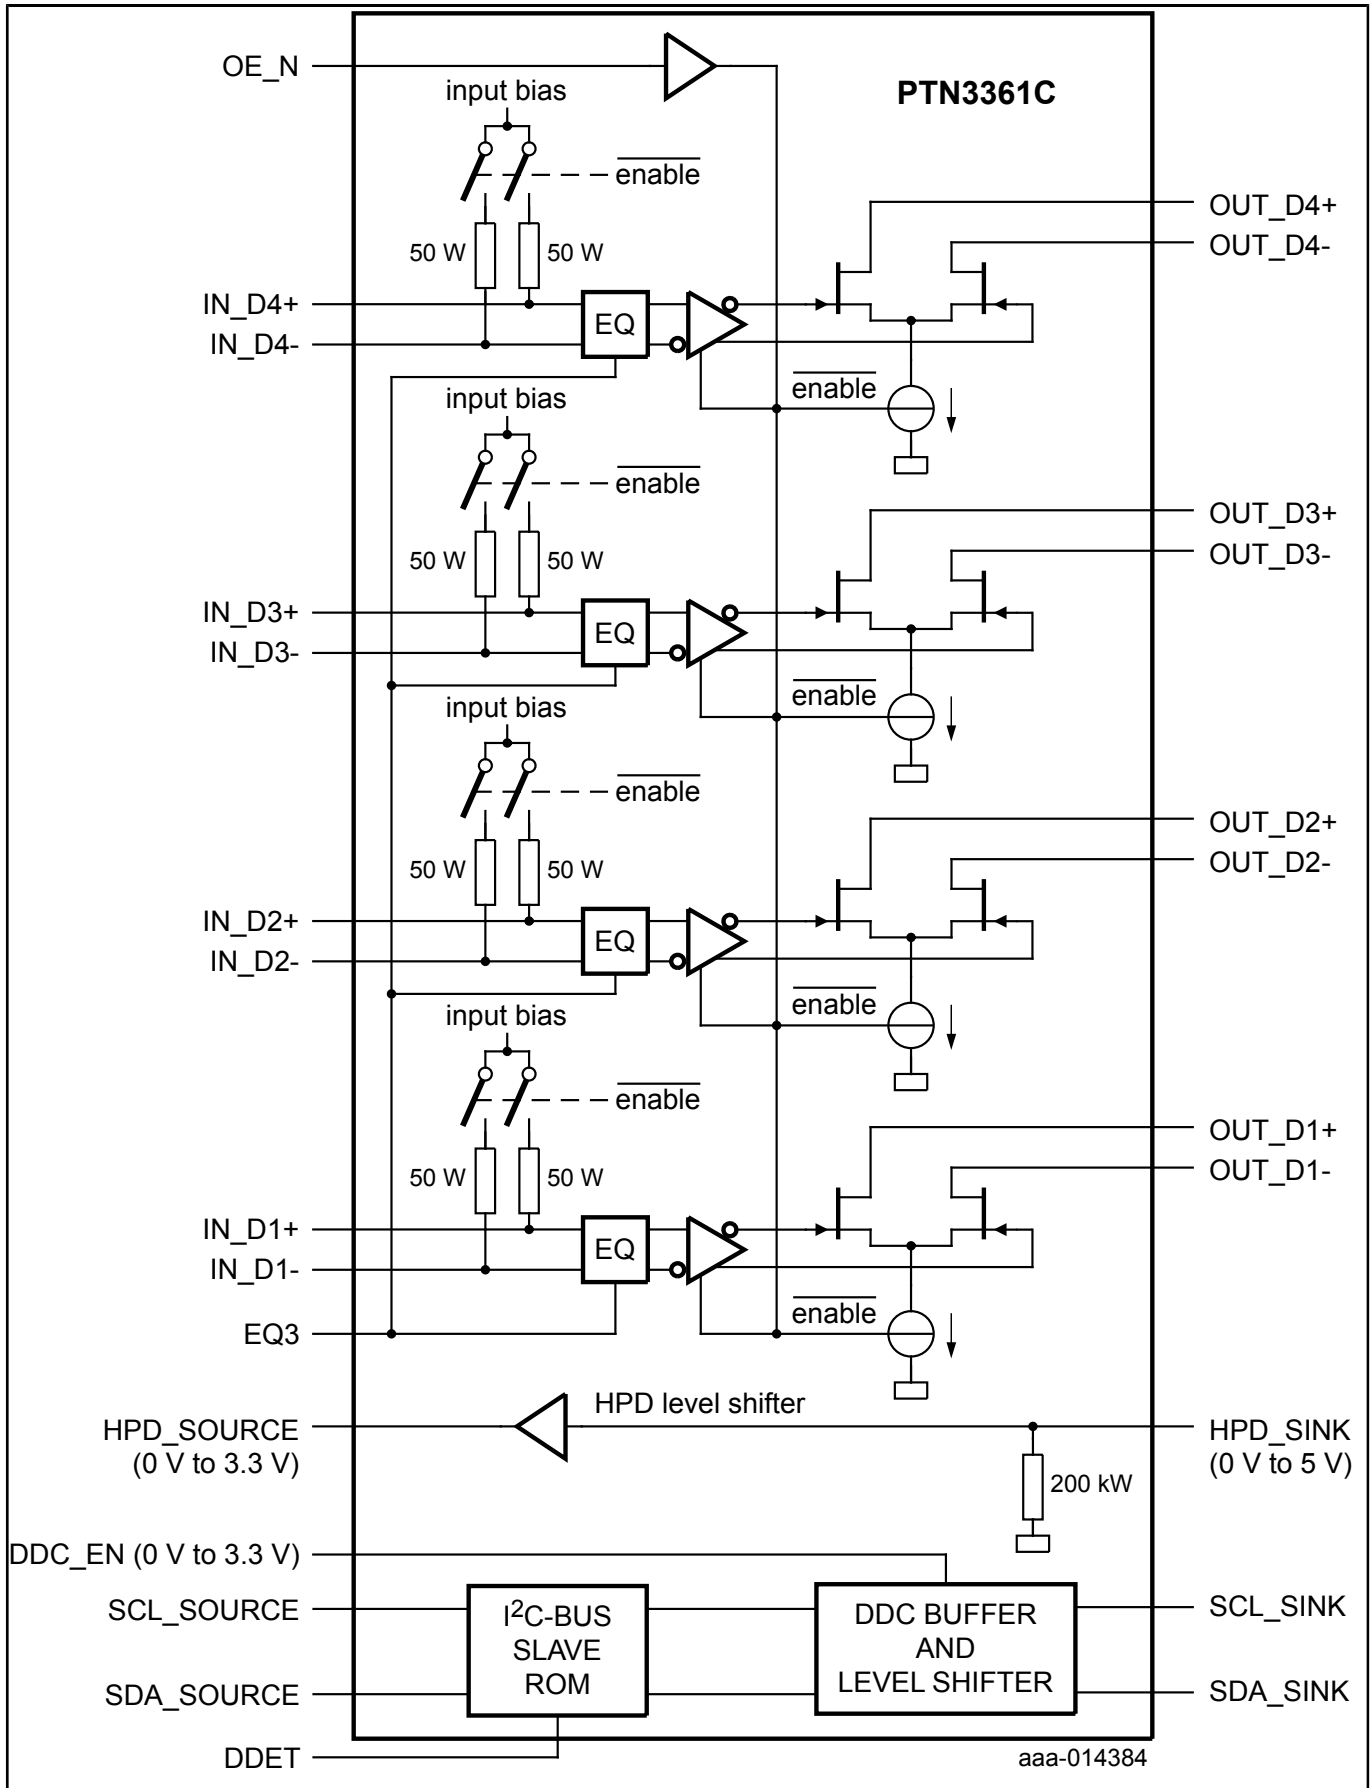 OE_N
PTN3361C
input bias
enable
50 W
50 W
OUT_D4+
OUT_D4-
IN_D4+
IN_D4-
EQ
enable
input bias
enable
50 W
50 W
OUT_D3+
OUT_D3-
IN_D3+
IN_D3-
EQ
enable
input bias
enable
50 W
50 W
OUT_D2+
OUT_D2-
IN_D2+
IN_D2-
EQ
enable
input bias
enable
50 W
50 W
OUT_D1+
OUT_D1-
IN_D1+
IN_D1-
EQ
enable
EQ3
HPD level shifter
HPD_SOURCE
(0 V to 3.3 V)
HPD_SINK
(0 V to 5 V)
200 kW
DDC_EN (0 V to 3.3 V)
SCL_SOURCE
I2C-BUS
SLAVE
ROM
DDC BUFFER
AND
LEVEL SHIFTER
SCL_SINK
SDA_SOURCE
SDA_SINK
DDET
aaa-014384